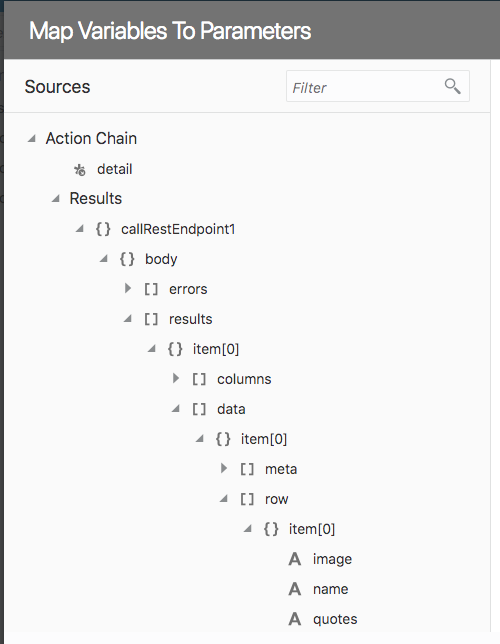 Map Variables To Parameters
Sources
Filter
Action Chain
detail
Results
{} callRestEndpoint1
{} body
[] errors
[] results
{} item[0]
[] columns
[] data
{} item[0]
[] meta
[] row
{} item[0]
A image
A name
A quotes